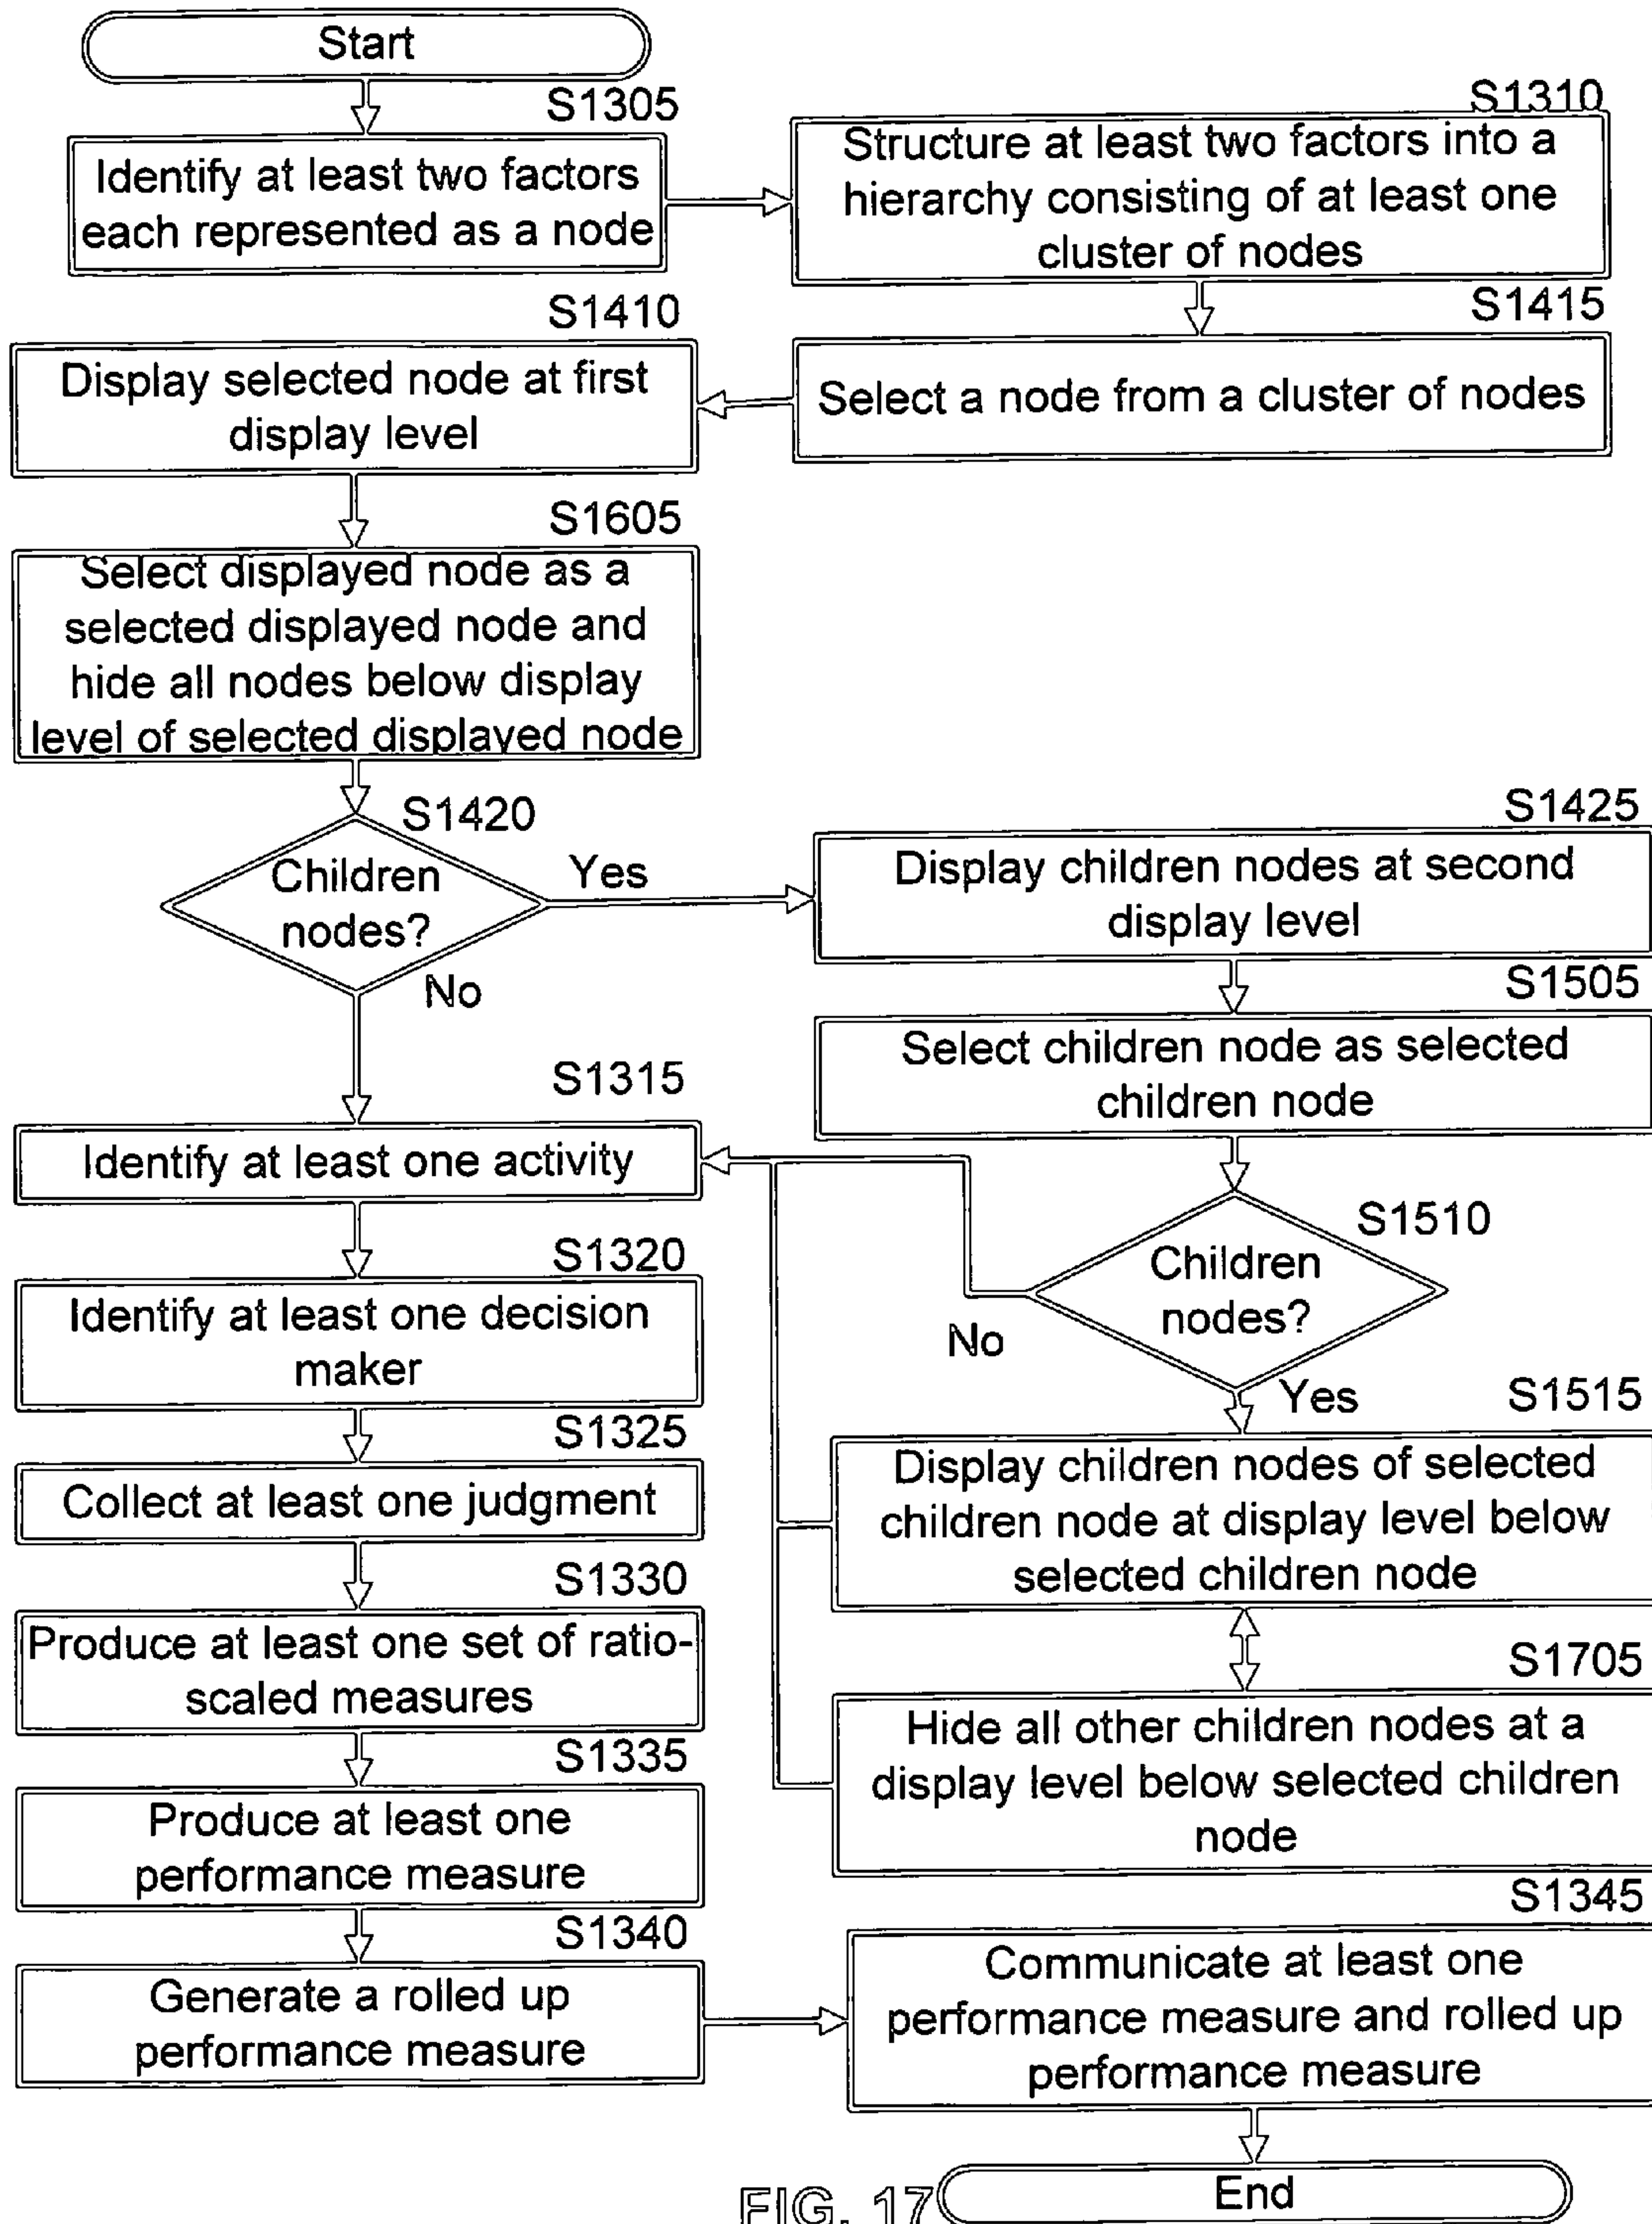 Start
S1305
Identify at least two factors
each represented as a node
S1310
Structure at least two factors into a
hierarchy consisting of at least one
cluster of nodes
S1415
Select a node from a cluster of nodes
S1410
Display selected node at first
display level
S1605
Select displayed node as a
selected displayed node and
hide all nodes below display
level of selected displayed node
S1420
Children
nodes?
Yes
No
S1425
Display children nodes at second
display level
S1505
Select children node as selected
children node
S1510
Children
nodes?
No
Yes
S1515
Display children nodes of selected
children node at display level below
selected children node
S1705
Hide all other children nodes at a
display level below selected children
node
S1315
Identify at least one activity
S1320
Identify at least one decision
maker
S1325
Collect at least one judgment
S1330
Produce at least one set of ratio-
scaled measures
S1335
Produce at least one
performance measure
S1340
Generate a rolled up
performance measure
S1345
Communicate at least one
performance measure and rolled up
performance measure
End
FIG. 17